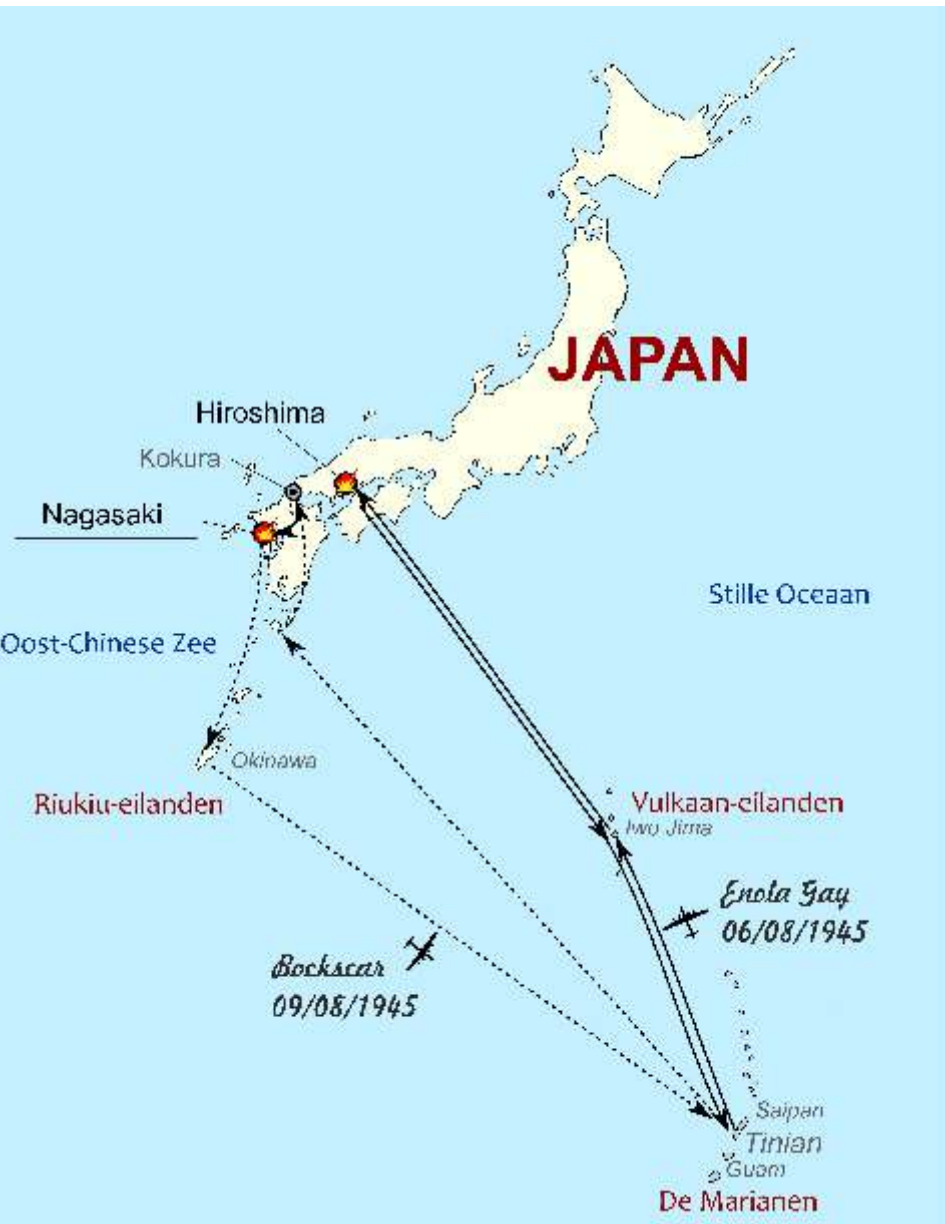 JAPAN
Hiroshima
Kokura
Nagasaki
Stille Oceaan
Oost-Chinese Zee
Okinawa
Riukiu-eilanden
Vulkaan-eilanden
Iwo Jima
Enola Gay
06/08/1945
Bockscar
09/08/1945
Saipan
Tinian
Guam
De Marianen